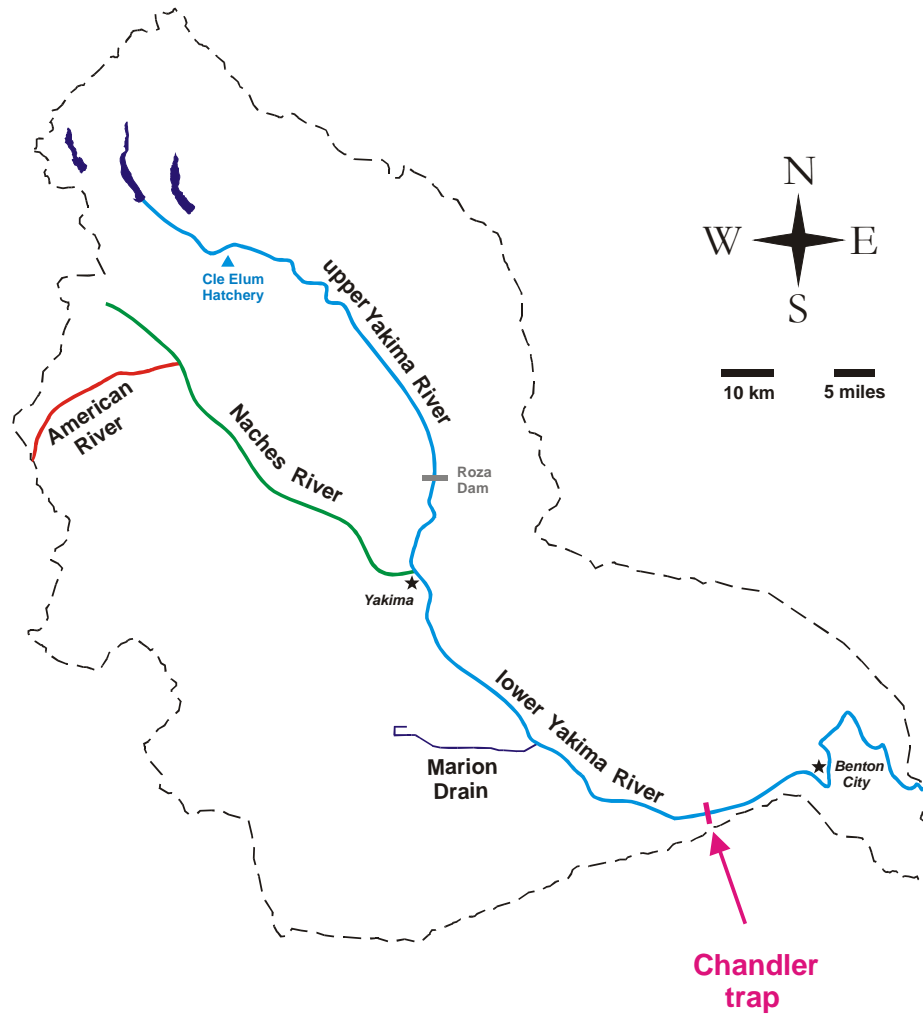 N
W
E
S
10 km
5 miles
Cle Elum
Hatchery
upper Yakima River
American
River
Naches River
Roza
Dam
Yakima
lower Yakima River
Marion
Drain
Benton
City
Chandler
trap